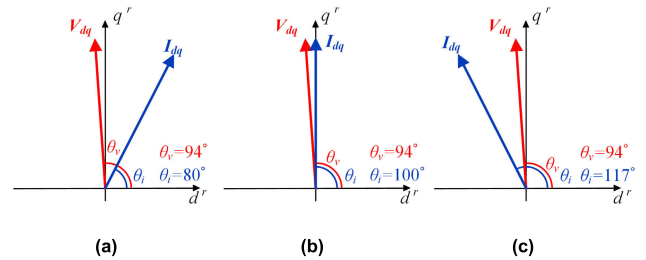 q^r q^r q^r
V_dq V_dq V_dq
I_dq I_dq I_dq
θ_v θ_v=94° θ_v θ_v=94° θ_v θ_v=94°
θ_i θ_i=80° θ_i θ_i=100° θ_i θ_i=117°
d^r d^r d^r
(a) (b) (c)